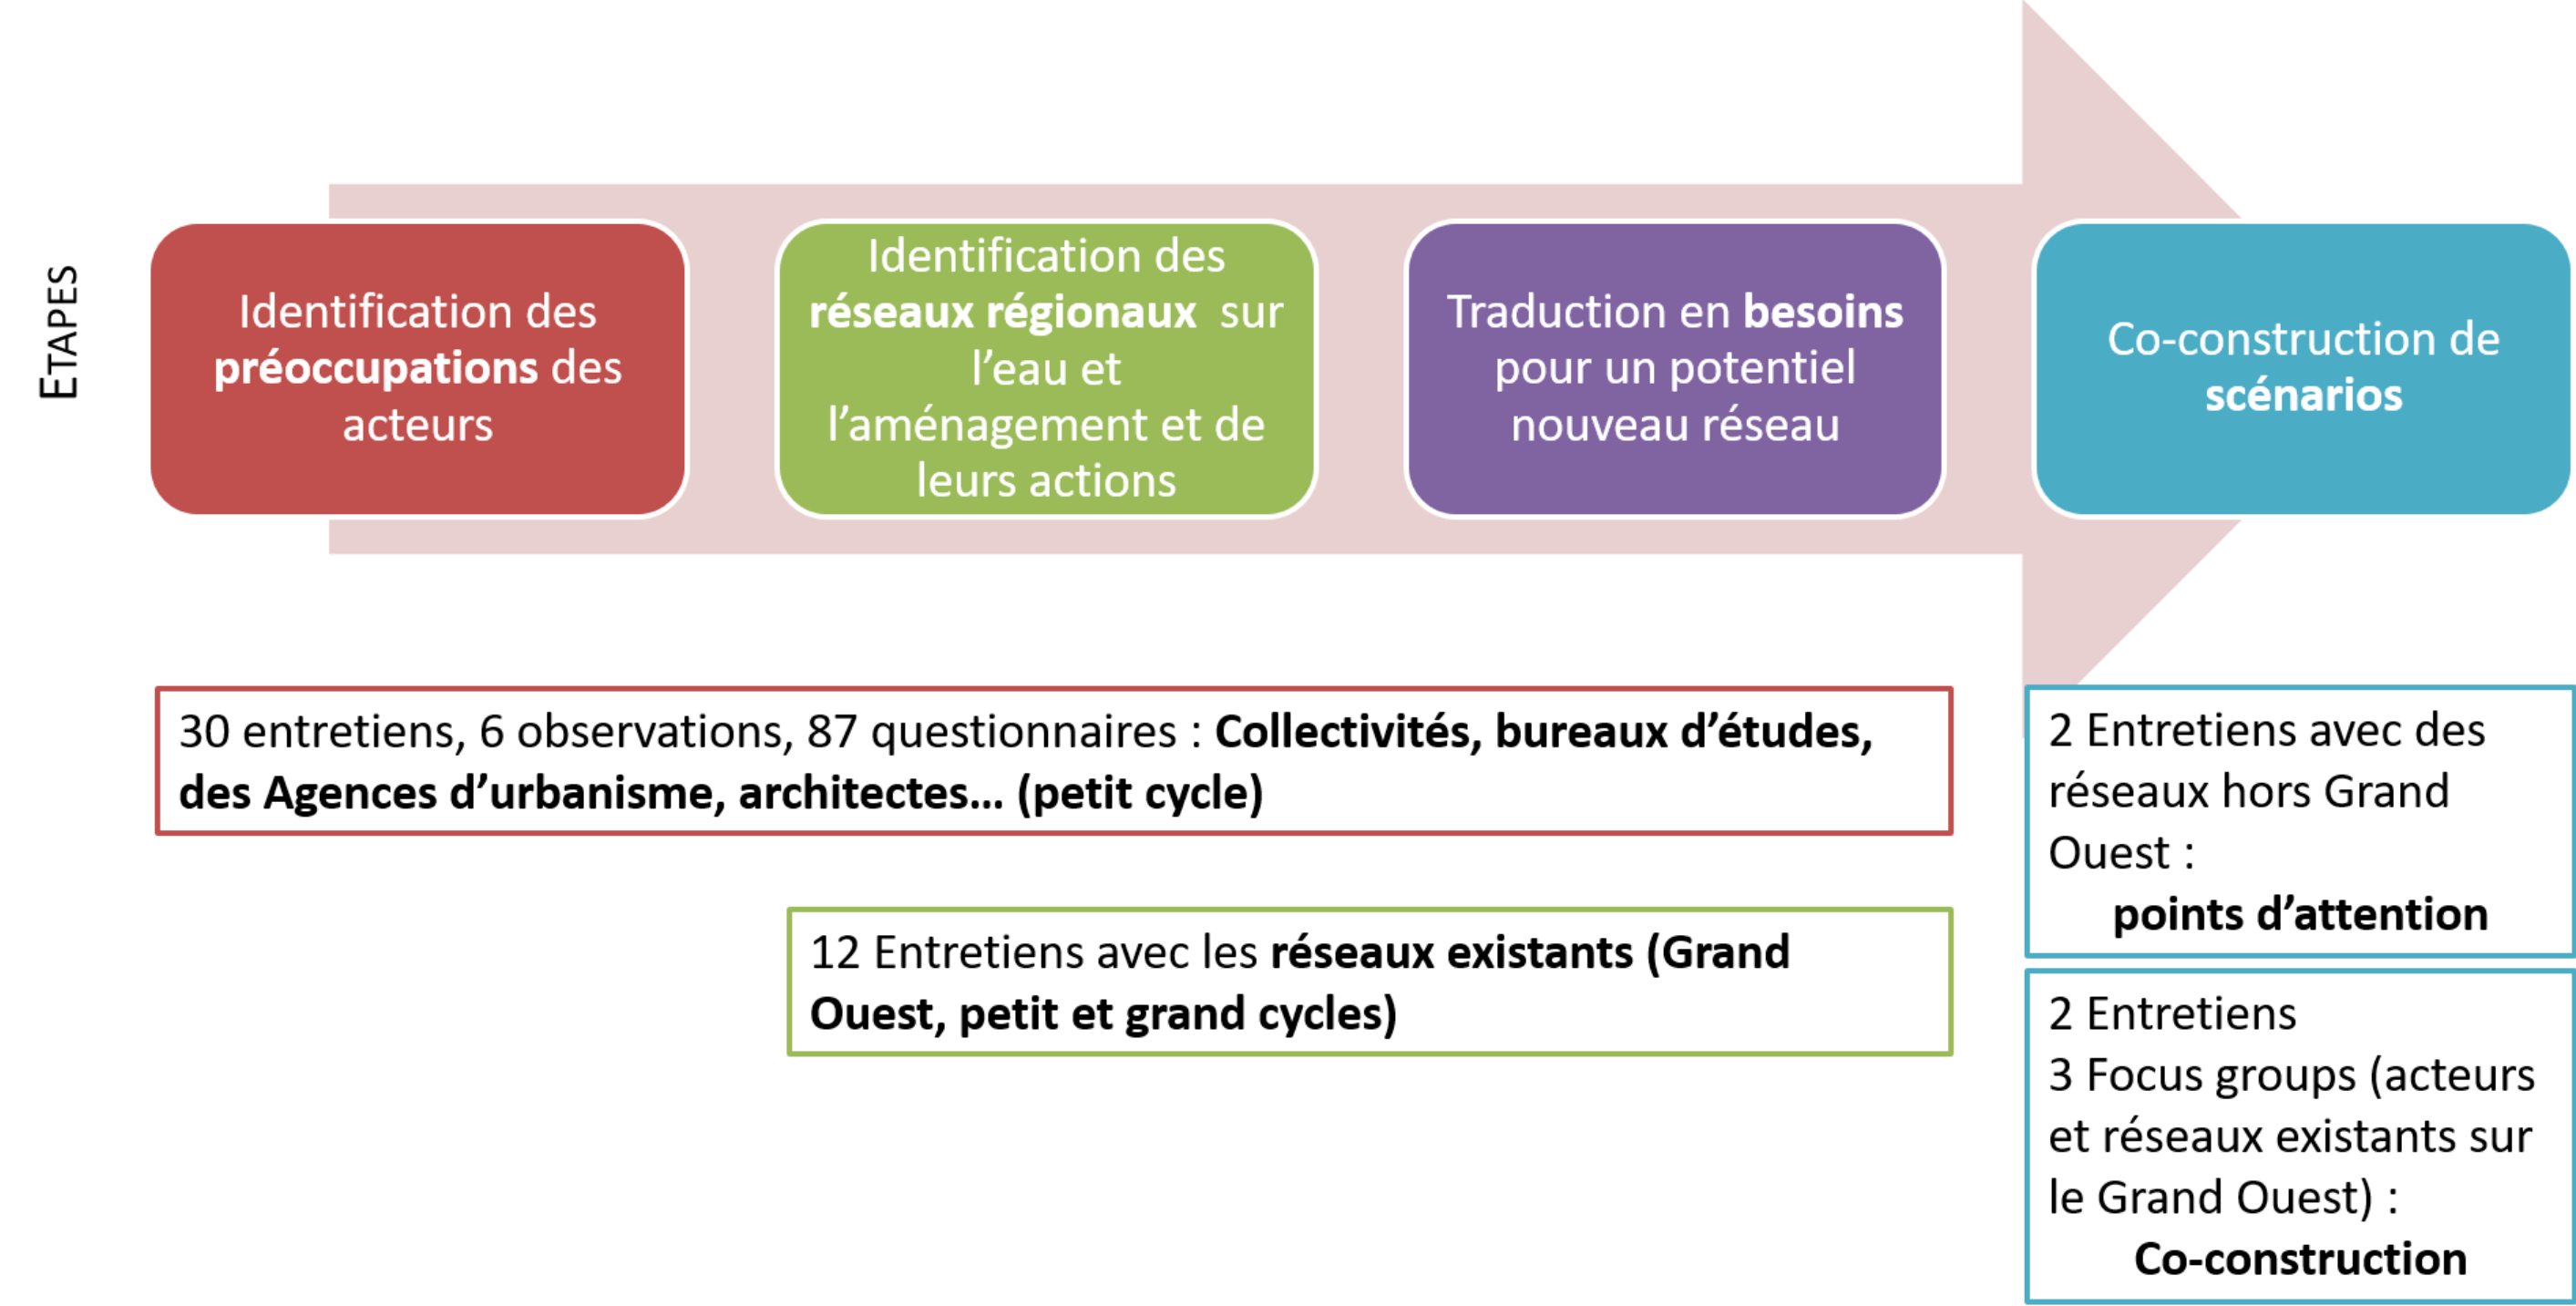 ETAPES
Identification des
préoccupations des
acteurs
Identification des
réseaux régionaux sur
l’eau et
l’aménagement et de
leurs actions
Traduction en besoins
pour un potentiel
nouveau réseau
Co-construction de
scénarios
30 entretiens, 6 observations, 87 questionnaires : Collectivités, bureaux d’études,
des Agences d’urbanisme, architectes... (petit cycle)
12 Entretiens avec les réseaux existants (Grand
Ouest, petit et grand cycles)
2 Entretiens avec des
réseaux hors Grand
Ouest :
points d’attention
2 Entretiens
3 Focus groups (acteurs
et réseaux existants sur
le Grand Ouest) :
Co-construction